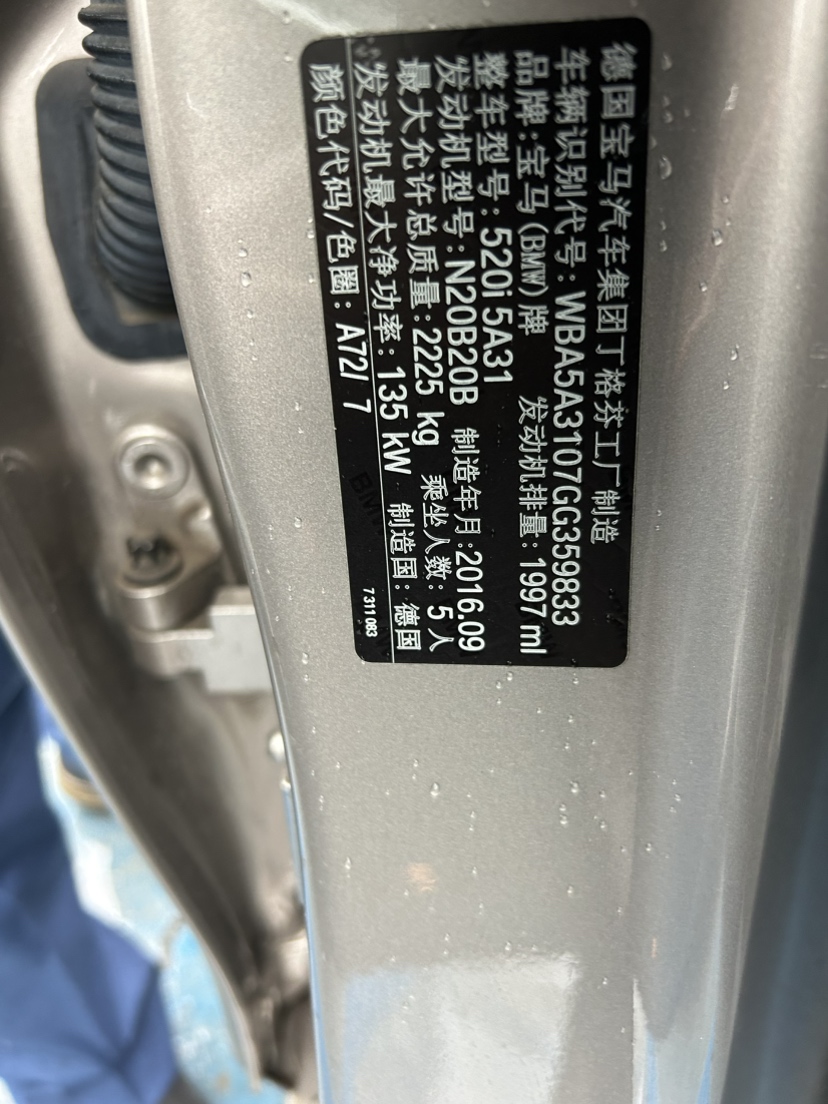 德国宝马汽车集团丁格芬工厂 制造
车辆识别代号:WBA5A3107GG359833
品牌:宝马(BMW)牌 发动机排量:1997 ml
整车型号:520i 5A31
发动机型号:N20B20B 制造年月:2016.09
最大允许总质量:2225 kg 乘坐人数:5人
发动机最大净功率:135 kW 制造国:德国
颜色代码/色圈: A72/ 7
7 311 083